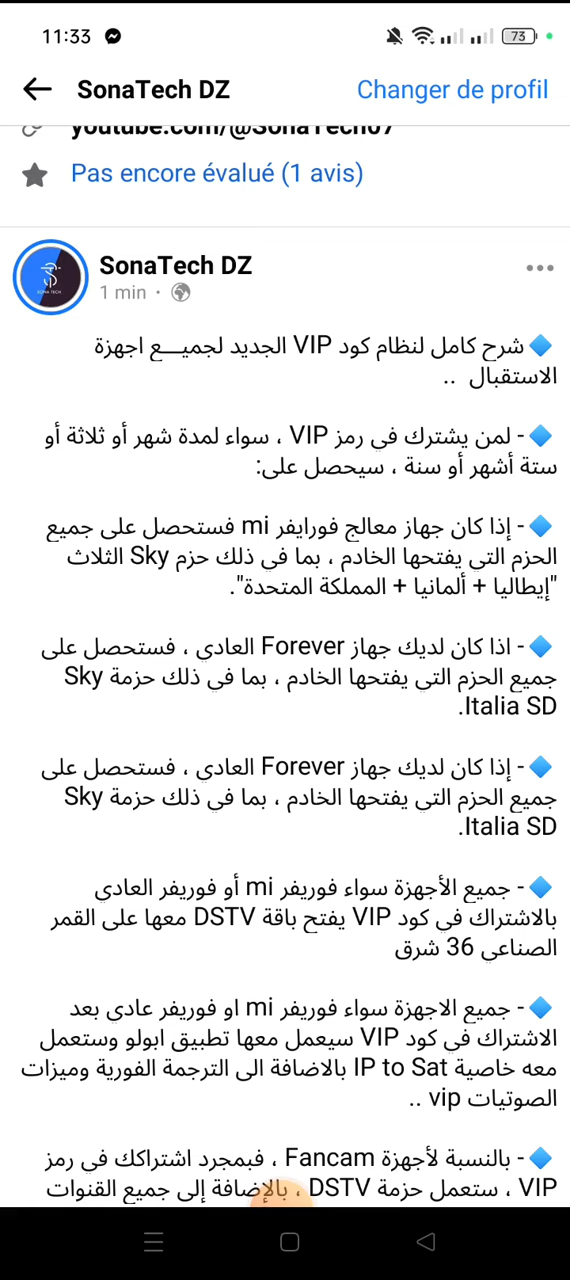 11:33
73
SonaTech DZ
Changer de profil
youtube.com/@SonaTech07
Pas encore évalué (1 avis)
SonaTech DZ
1 min ·
SONA TECH
🔷شرح كامل لنظام كود VIP الجديد لجميـــع اجهزة
الاستقبال ..
🔷- لمن يشترك في رمز VIP ، سواء لمدة شهر أو ثلاثة أو
ستة أشهر أو سنة ، سيحصل على:
🔷- إذا كان جهاز معالج فورايفر mi فستحصل على جميع
الحزم التي يفتحها الخادم ، بما في ذلك حزم Sky الثلاث
"إيطاليا + ألمانيا + المملكة المتحدة".
🔷- اذا كان لديك جهاز Forever العادي ، فستحصل على
جميع الحزم التي يفتحها الخادم ، بما في ذلك حزمة Sky
Italia SD.
🔷- إذا كان لديك جهاز Forever العادي ، فستحصل على
جميع الحزم التي يفتحها الخادم ، بما في ذلك حزمة Sky
Italia SD.
🔷- جميع الأجهزة سواء فوريفر mi أو فوريفر العادي
بالاشتراك في كود VIP يفتح باقة DSTV معها على القمر
الصناعي 36 شرق
🔷- جميع الاجهزة سواء فوريفر mi او فوريفر عادي بعد
الاشتراك في كود VIP سيعمل معها تطبيق ابولو وستعمل
معه خاصية IP to Sat بالاضافة الى الترجمة الفورية وميزات
الصوتيات vip ..
🔷- بالنسبة لأجهزة Fancam ، فبمجرد اشتراكك في رمز
VIP ، ستعمل حزمة DSTV ، بالإضافة إلى جميع القنوات